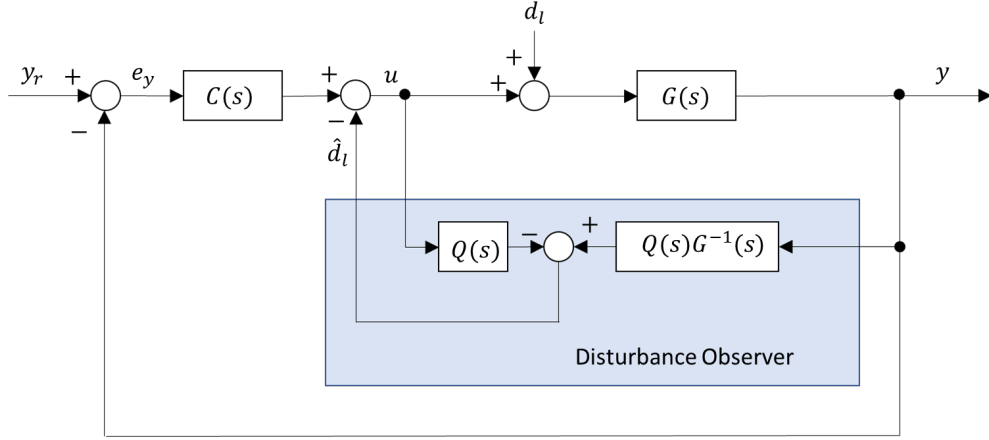 d_l
y_r + e_y C(s) + u + + G(s) y
− −
d̂_l
Q(s) − + Q(s)G⁻¹(s)
Disturbance Observer